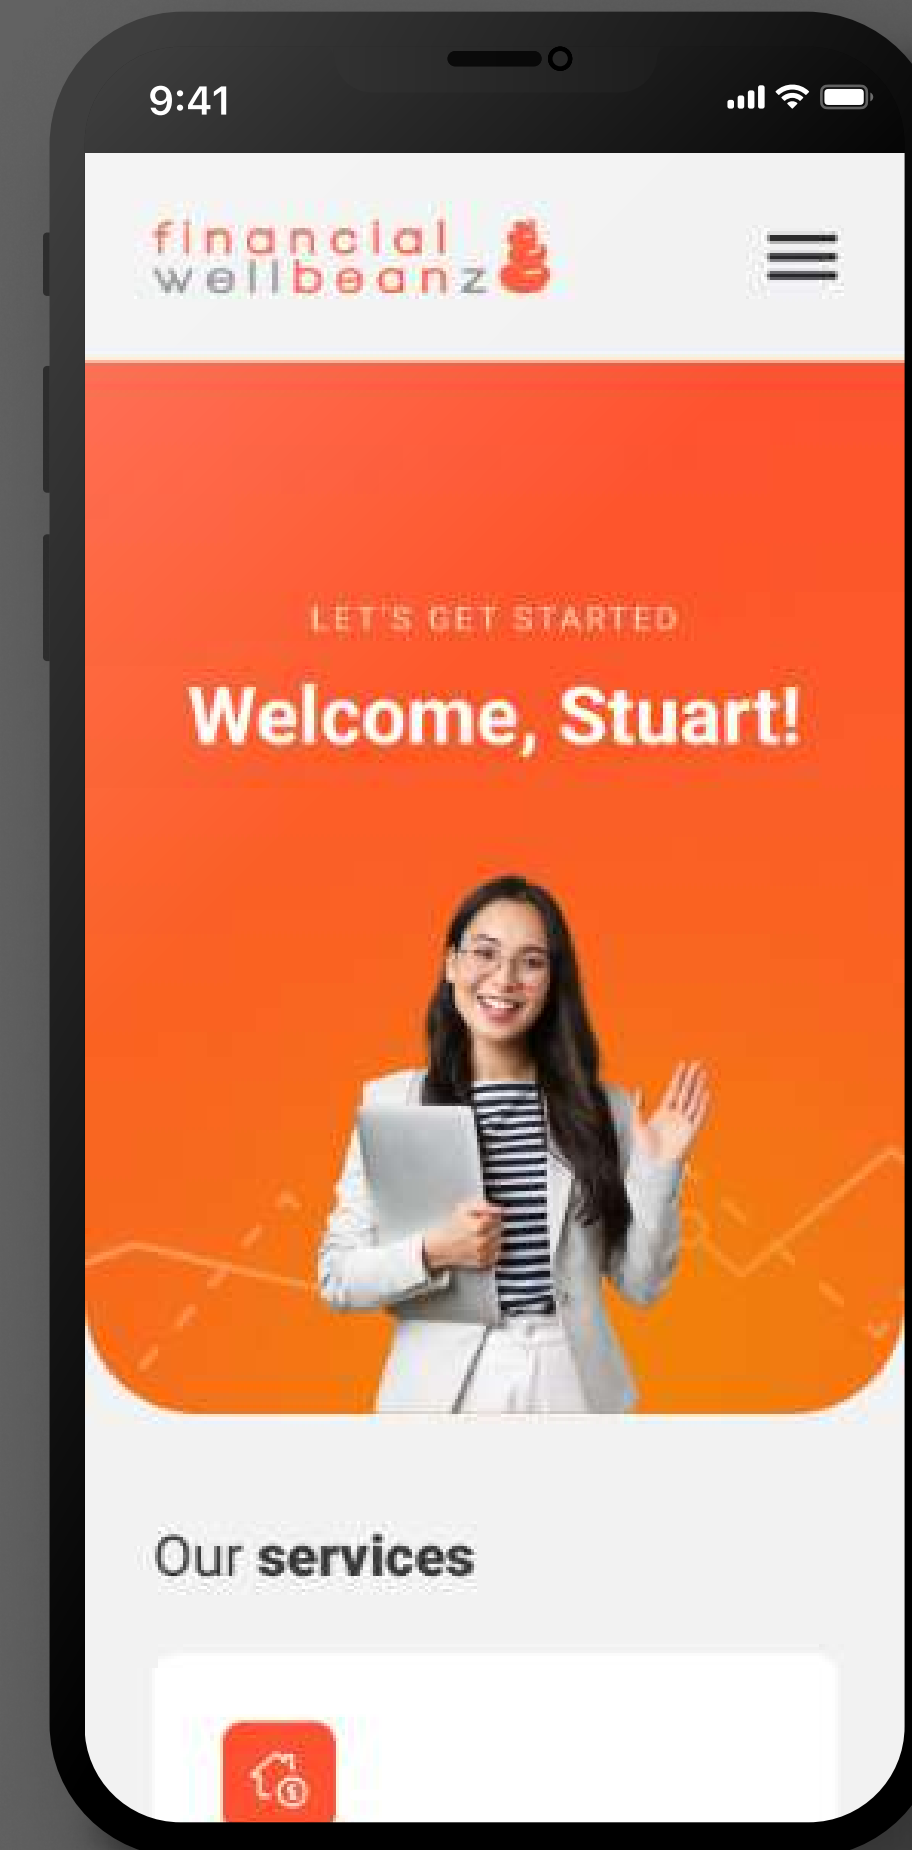 9:41
financial
wellbeanz
LET'S GET STARTED
Welcome, Stuart!
Our services